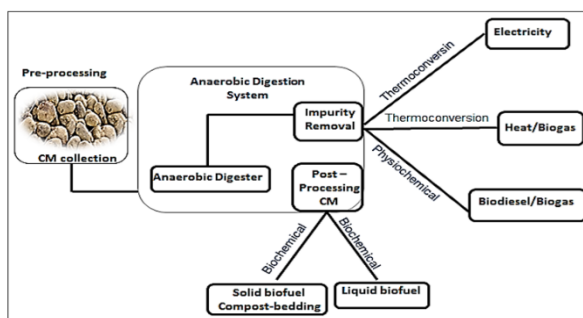 Electricity
Pre-processing
Anaerobic Digestion
System
Thermoconversin
Impurity
Removal
Thermoconversion
Heat/Biogas
CM collection
Anaerobic Digester
Post –
Processing
CM
Physiochemical
Biodiesel/Biogas
Biochemical
Biochemical
Solid biofuel
Compost-bedding
Liquid biofuel